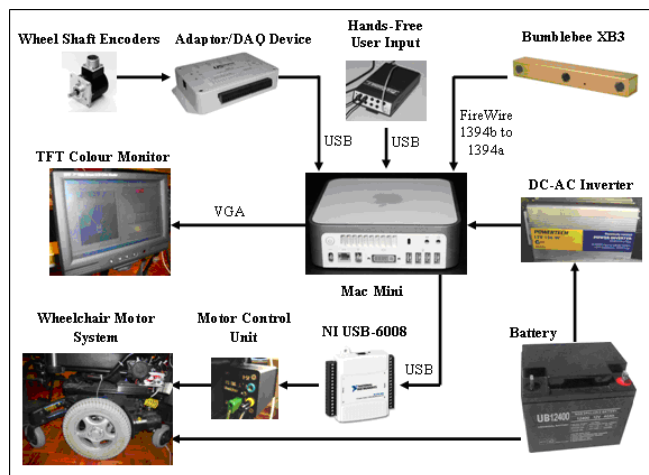 Wheel Shaft Encoders
Adaptor/DAQ Device
Hands-Free
User Input
Bumblebee XB3
USB
USB
FireWire
1394b to
1394a
TFT Colour Monitor
VGA
DC-AC Inverter
POWERTECH
Mac Mini
Wheelchair Motor
System
Motor Control
Unit
NI USB-6008
USB
Battery
UB12400